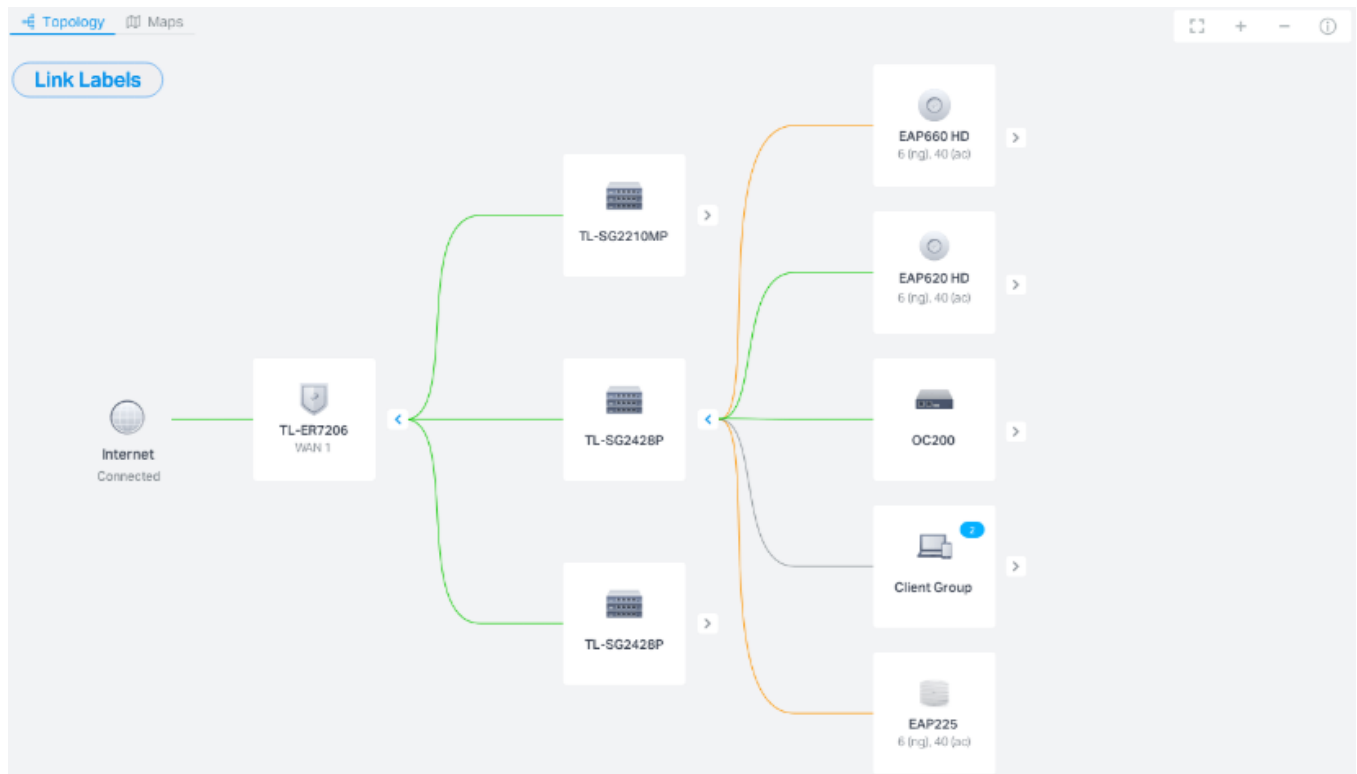 Topology
Maps
Link Labels
EAP660 HD
6 (ng), 40 (ac)
TL-SG2210MP
EAP620 HD
6 (ng), 40 (ac)
TL-ER7206
WAN 1
Internet
Connected
TL-SG2428P
OC200
2
Client Group
TL-SG2428P
EAP225
6 (ng), 40 (ac)